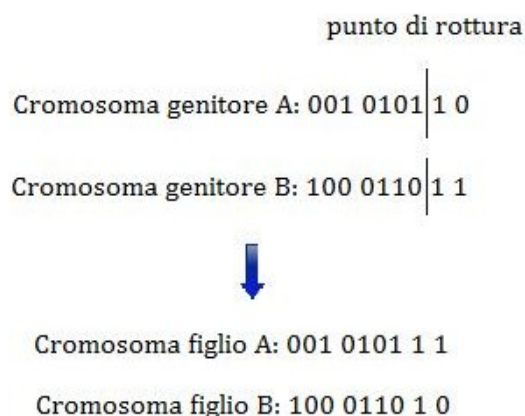 punto di rottura
Cromosoma genitore A: 001 0101 1 0
Cromosoma genitore B: 100 0110 1 1
Cromosoma figlio A: 001 0101 1 1
Cromosoma figlio B: 100 0110 1 0